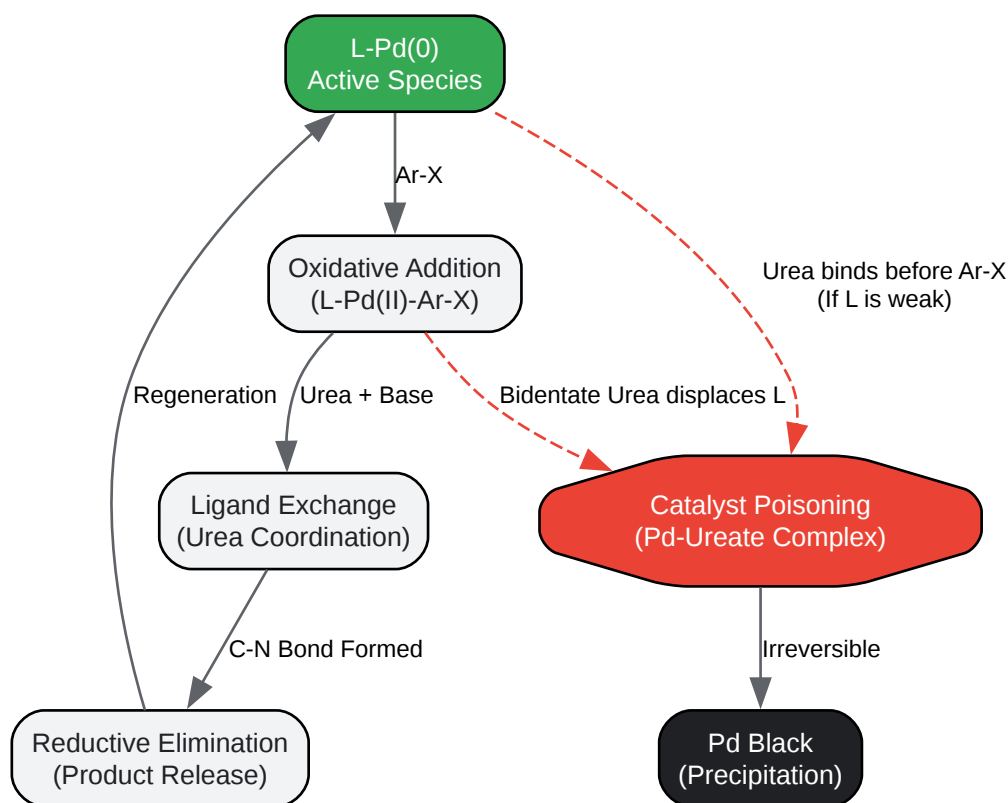 L-Pd(0)
Active Species
Ar-X
Oxidative Addition
(L-Pd(II)-Ar-X)
Urea binds before Ar-X
(If L is weak)
Regeneration
Urea + Base
Bidentate Urea displaces L
Ligand Exchange
(Urea Coordination)
Catalyst Poisoning
(Pd-Ureate Complex)
C-N Bond Formed
Irreversible
Reductive Elimination
(Product Release)
Pd Black
(Precipitation)